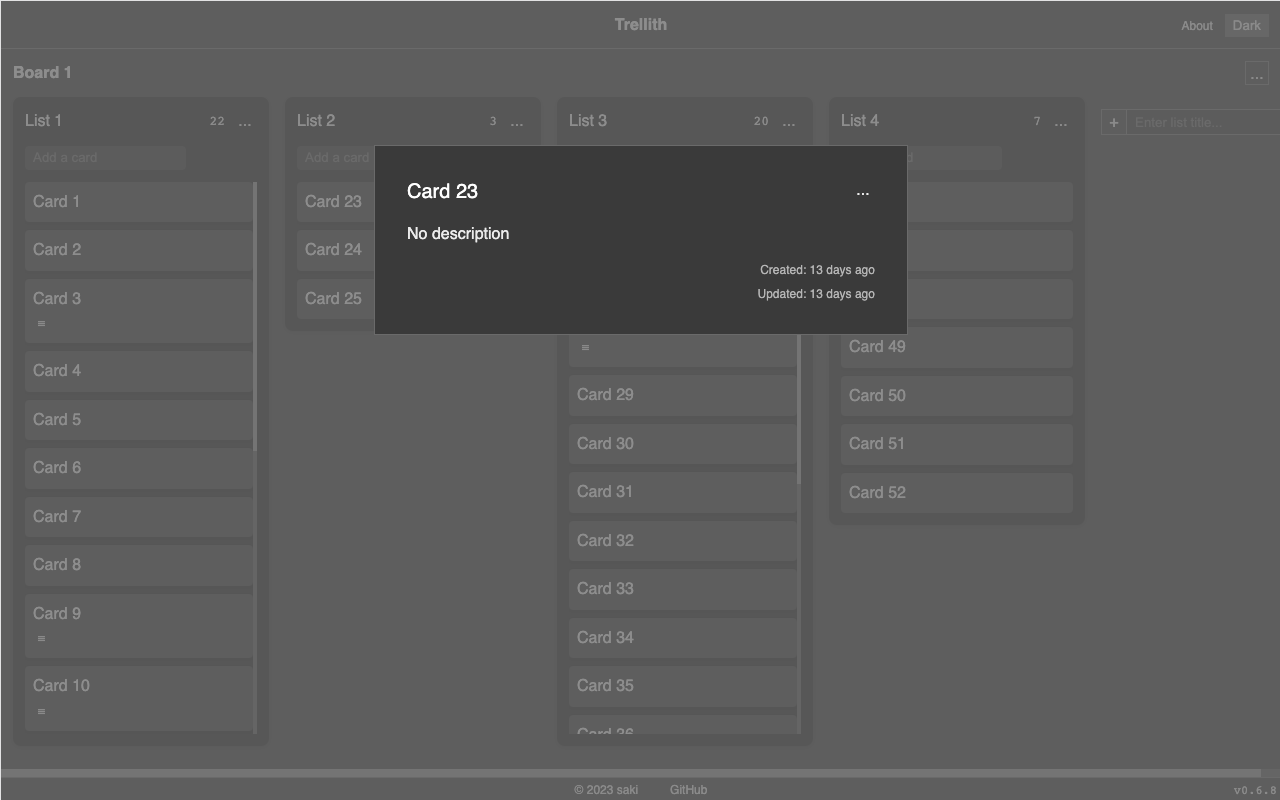 Trellith
About
Dark
Board 1
...
List 1
22
...
Add a card
Card 1
Card 2
Card 3
Card 4
Card 5
Card 6
Card 7
Card 8
Card 9
Card 10
List 2
3
...
Add a card
Card 23
Card 24
Card 25
List 3
20
...
Card 29
Card 30
Card 31
Card 32
Card 33
Card 34
Card 35
Card 36
List 4
7
...
Card 49
Card 50
Card 51
Card 52
+
Enter list title...
Card 23
...
No description
Created: 13 days ago
Updated: 13 days ago
© 2023 saki
GitHub
v0.6.8